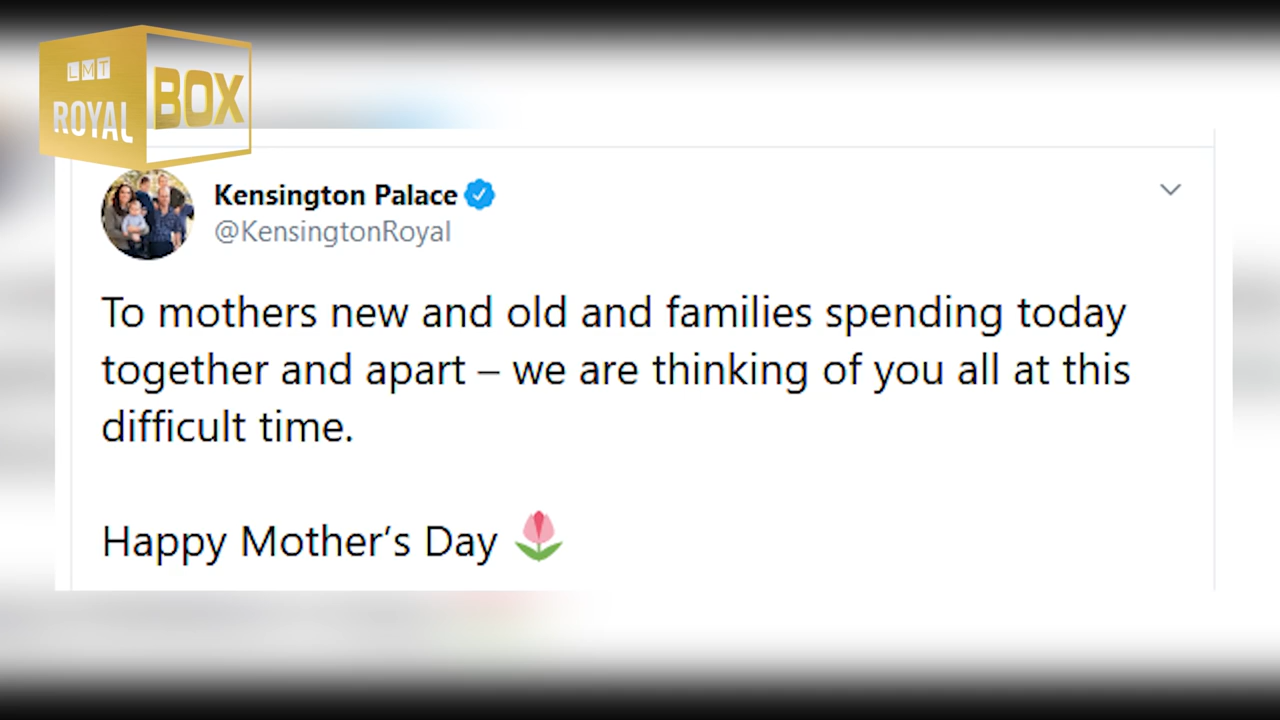 LMT
ROYAL
BOX
Kensington Palace
@KensingtonRoyal
To mothers new and old and families spending today
together and apart – we are thinking of you all at this
difficult time.
Happy Mother’s Day 🌷